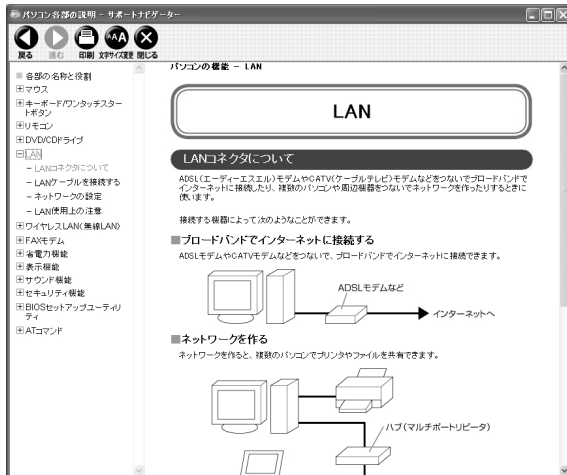 パソコン各部の説明 - サポートナビゲーター
戻る 進む 印刷 文字サイズ変更 閉じる
各部の名称と役割
マウス
キーボード/ワンタッチスター
トボタン
リモコン
DVD/CDドライブ
LAN
- LANコネクタについて
- LANケーブルを接続する
- ネットワークの設定
- LAN使用上の注意
ワイヤレスLAN(無線LAN)
FAXモデム
省電力機能
表示機能
サウンド機能
セキュリティ機能
BIOSセットアップユーティリ
ティ
ATコマンド
パソコンの機能 - LAN
LAN
LANコネクタについて
ADSL(エーディーエスエル)モデムやCATV(ケーブルテレビ)モデムなどをつないでブロードバンドで
インターネットに接続したり、複数のパソコンや周辺機器をつないでネットワークを作ったりするときに
使います。
接続する機器によって次のようなことができます。
■ブロードバンドでインターネットに接続する
ADSLモデムやCATVモデムなどをつないで、ブロードバンドでインターネットに接続できます。
ADSLモデムなど
インターネットへ
■ネットワークを作る
ネットワークを作ると、複数のパソコンでプリンタやファイルを共有できます。
ハブ(マルチポートリピータ)